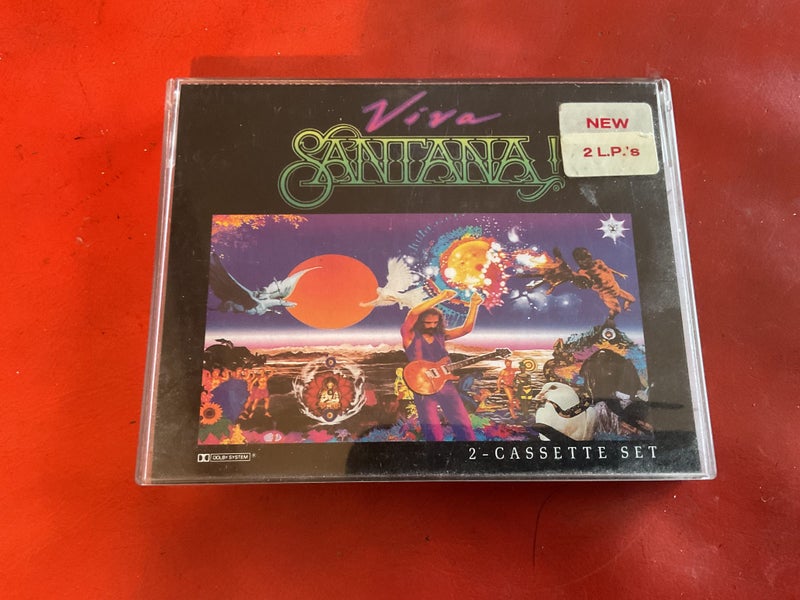 Viva
SANTANA!
NEW
2 L.P.'s
2-CASSETTE SET
DOLBY SYSTEM ®